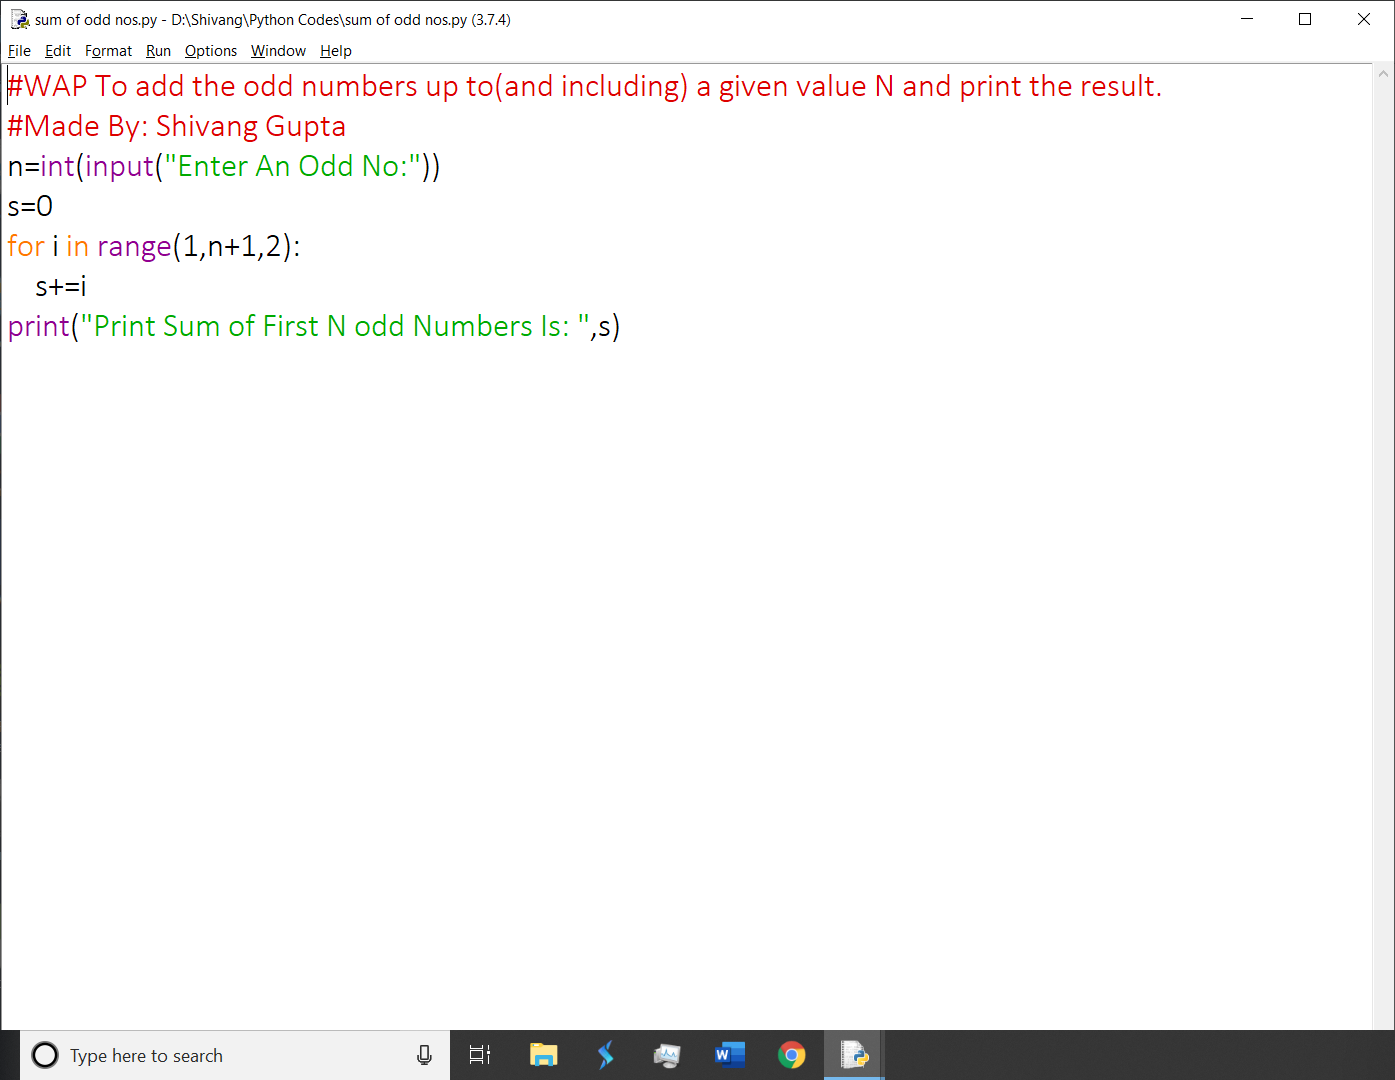 sum of odd nos.py - D:\Shivang\Python Codes\sum of odd nos.py (3.7.4)
File Edit Format Run Options Window Help
#WAP To add the odd numbers up to(and including) a given value N and print the result.
#Made By: Shivang Gupta
n=int(input("Enter An Odd No:"))
s=0
for i in range(1,n+1,2):
    s+=i
print("Print Sum of First N odd Numbers Is: ",s)
Type here to search